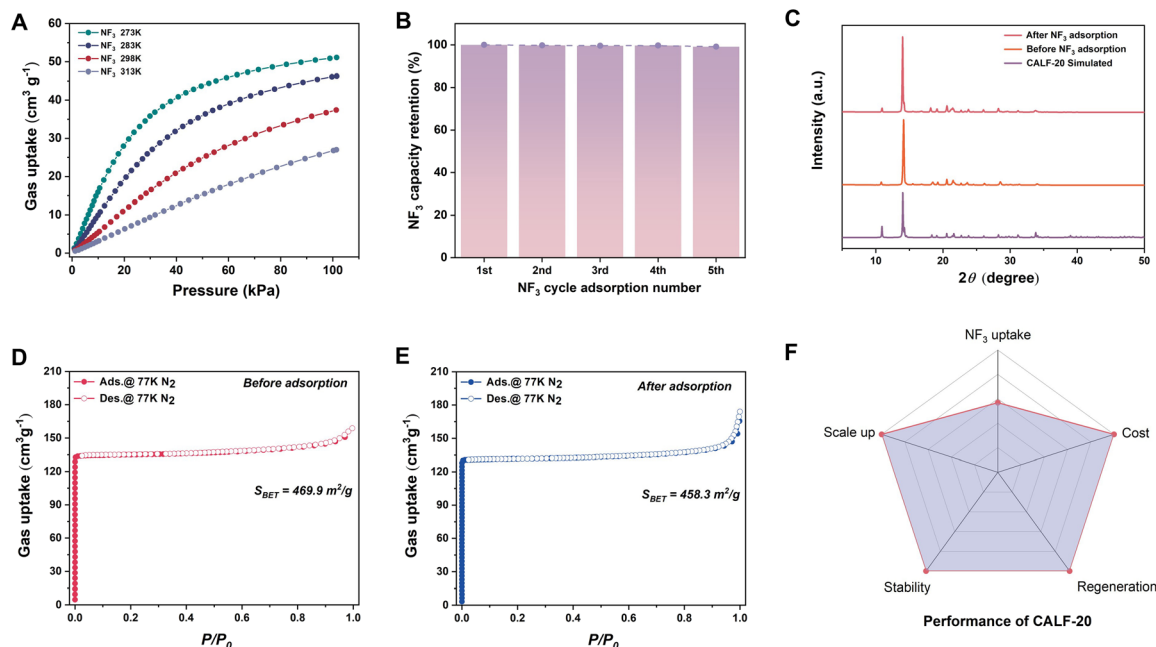 A
NF3 273K
NF3 283K
NF3 298K
NF3 313K
Gas uptake (cm³ g⁻¹)
60
50
40
30
20
10
0
0 20 40 60 80 100
Pressure (kPa)
B
NF3 capacity retention (%)
100
80
60
40
20
0
1st 2nd 3rd 4th 5th
NF3 cycle adsorption number
C
After NF3 adsorption
Before NF3 adsorption
CALF-20 Simulated
Intensity (a.u.)
10 20 30 40 50
2θ (degree)
D
Ads.@ 77K N2
Des.@ 77K N2
Before adsorption
Gas uptake (cm³g⁻¹)
210
180
150
120
90
60
30
0
S_BET = 469.9 m²/g
0.0 0.2 0.4 0.6 0.8 1.0
P/P0
E
Ads.@ 77K N2
Des.@ 77K N2
After adsorption
Gas uptake (cm³g⁻¹)
210
180
150
120
90
60
30
0
S_BET = 458.3 m²/g
0.0 0.2 0.4 0.6 0.8 1.0
P/P0
F
NF3 uptake
Scale up
Cost
Stability
Regeneration
Performance of CALF-20